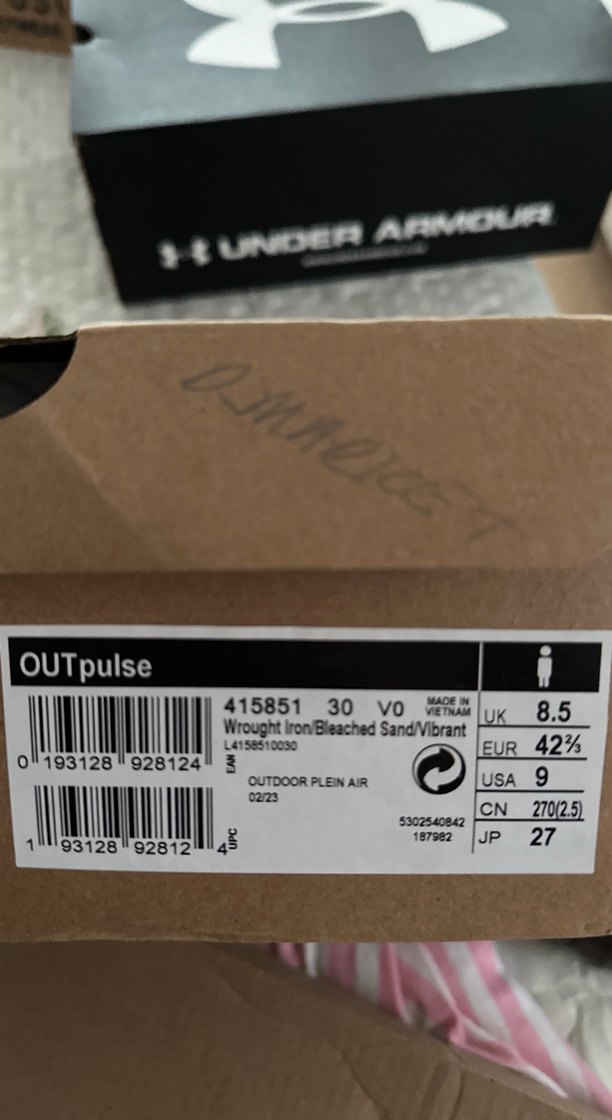 UNDER ARMOUR
OUTpulse
415851 30 V0 MADE IN VIETNAM
Wrought Iron/Bleached Sand/Vibrant
L4158510030
EAN
0 193128 928124
OUTDOOR PLEIN AIR
02/23
5302540842
187982
UPC
1 93128 92812 4
UK 8.5
EUR 42⅔
USA 9
CN 270(2.5)
JP 27